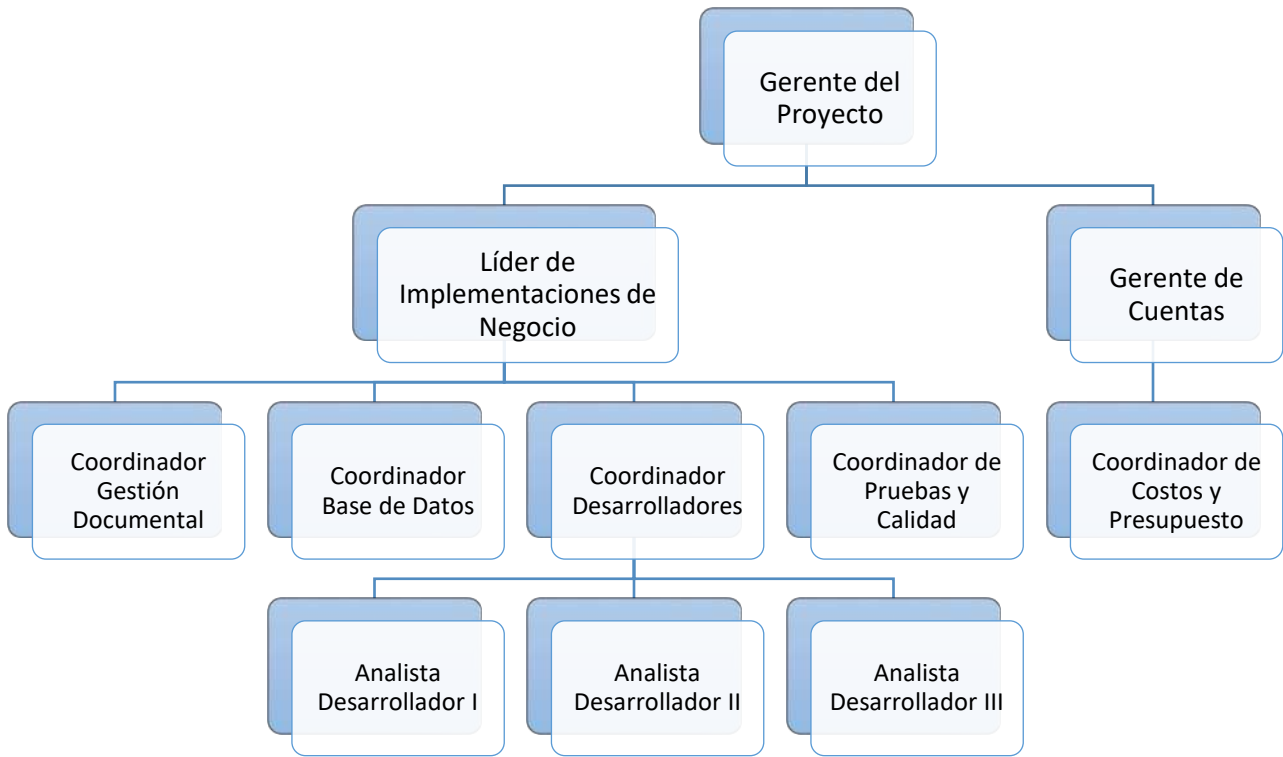 Gerente del
Proyecto
Líder de
Implementaciones de
Negocio
Gerente de
Cuentas
Coordinador
Gestión
Documental
Coordinador
Base de Datos
Coordinador
Desarrolladores
Coordinador de
Pruebas y
Calidad
Coordinador de
Costos y
Presupuesto
Analista
Desarrollador I
Analista
Desarrollador II
Analista
Desarrollador III